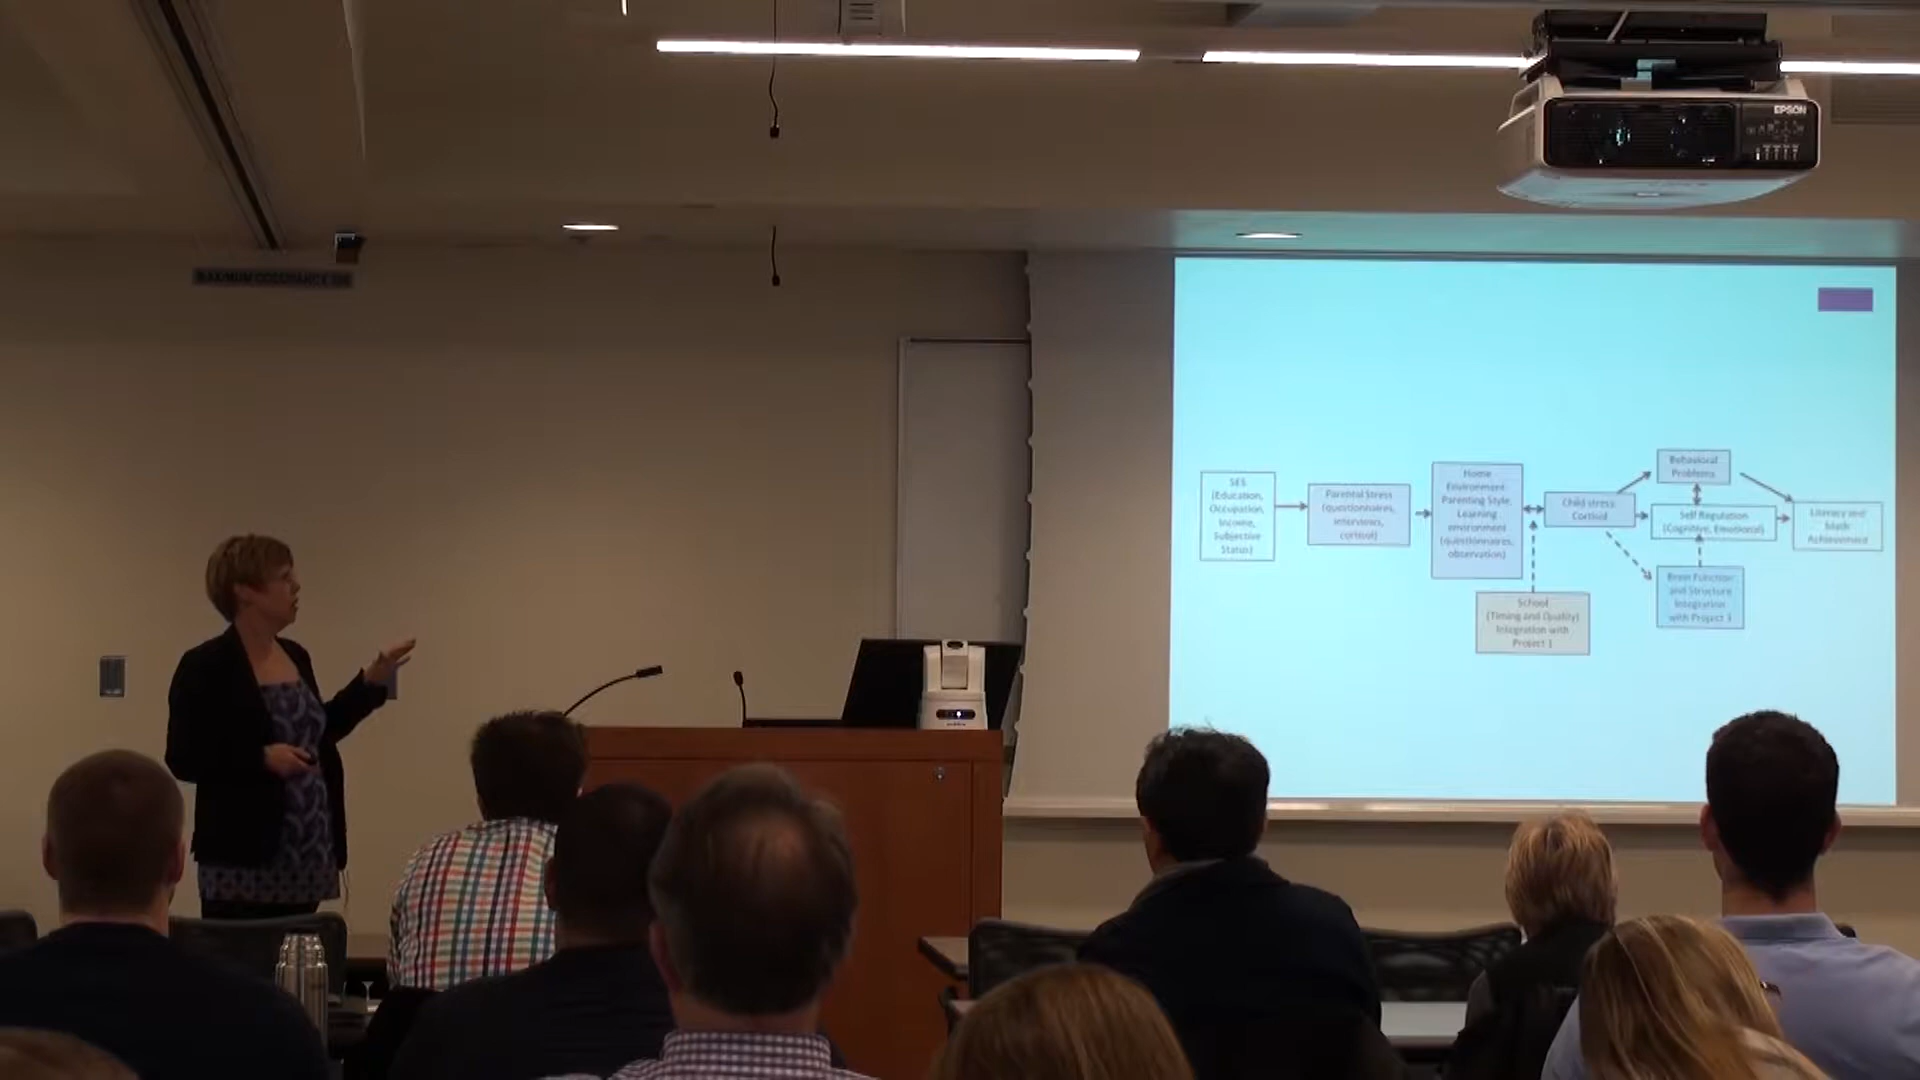 EPSON
MAXIMUM OCCUPANCY
SES
(Education,
Occupation,
Income,
Subjective
Status)
Parental Stress
(questionnaires,
interviews,
cortisol)
Home
Environment
Parenting Style,
Learning
environment
(questionnaires,
observation)
Child stress
Cortisol
Behavioral
Problems
Self Regulation
(Cognitive, Emotional)
Literacy and
Math
Achievement
School
(Timing and Quality)
Integration with
Project 1
Brain Function
and Structure
Integration
with Project